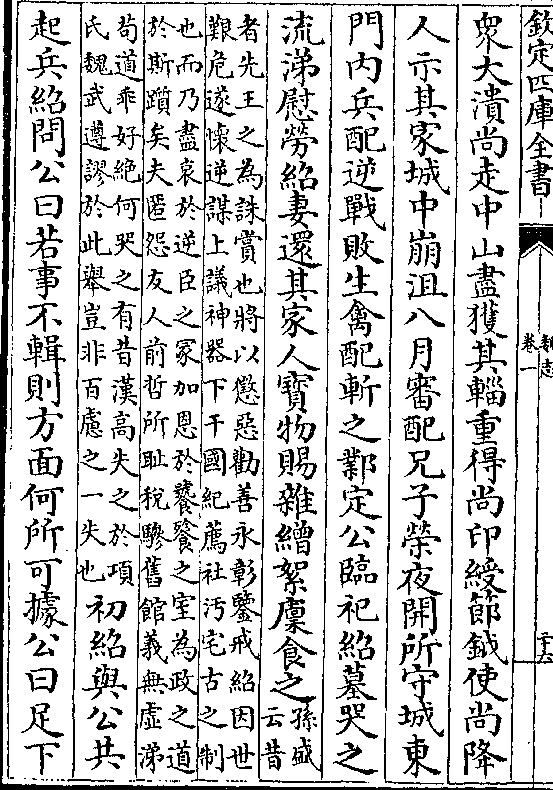 欽定四庫全書
魏志
卷一
衆大潰尚走中山盡獲其輜重得尚印綬節鉞使尚降
人示其家城中崩沮八月審配兄子榮夜開所守城東
門内兵配逆戰敗生禽配斬之鄴定公臨祀紹墓哭之
流涕慰勞紹妻還其家人寳物賜雜繒絮廩食之
孫盛
云昔
者先王之為誅賞也將以懲惡勸善永彰鑒戒紹因世
艱危遂懷逆謀上議神器下干國紀薦社汚宅古之制
也而乃盡哀於逆臣之冢加恩於饕餮之室為政之道
於斯躓矣夫匿怨友人前哲所恥稅驂舊館義無虛涕
苟道乖好絶何哭之有昔漢高失之於項
氏魏武遵謬於此舉豈非百慮之一失也
初紹與公共
起兵紹問公曰若事不輯則方面何所可據公曰足下